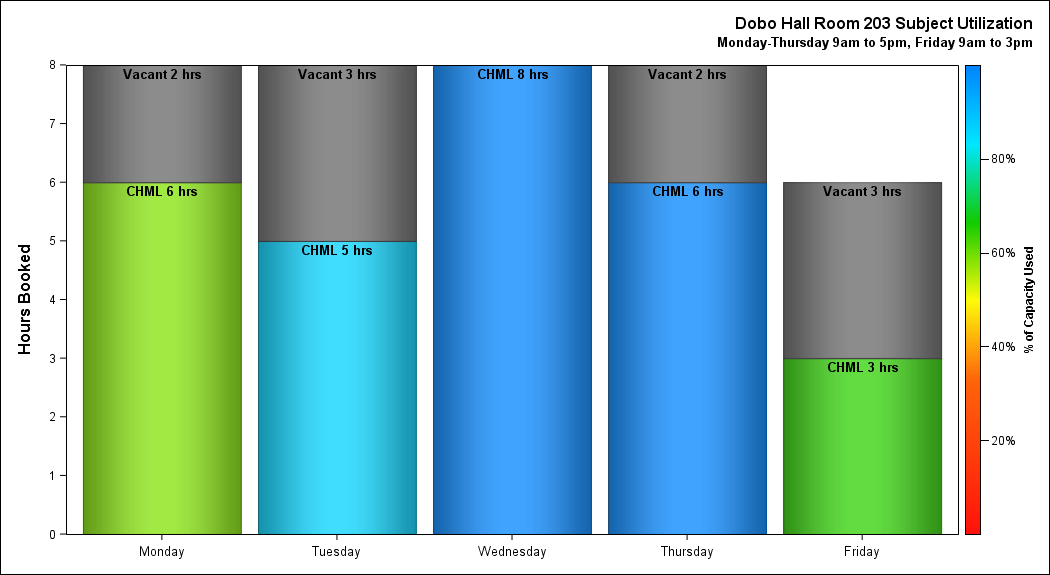 Dobo Hall Room 203 Subject Utilization
Monday-Thursday 9am to 5pm, Friday 9am to 3pm
Hours Booked
8
7
6
5
4
3
2
1
0
Vacant 2 hrs
CHML 6 hrs
Vacant 3 hrs
CHML 5 hrs
CHML 8 hrs
Vacant 2 hrs
CHML 6 hrs
Vacant 3 hrs
CHML 3 hrs
Monday
Tuesday
Wednesday
Thursday
Friday
80%
60%
40%
20%
% of Capacity Used